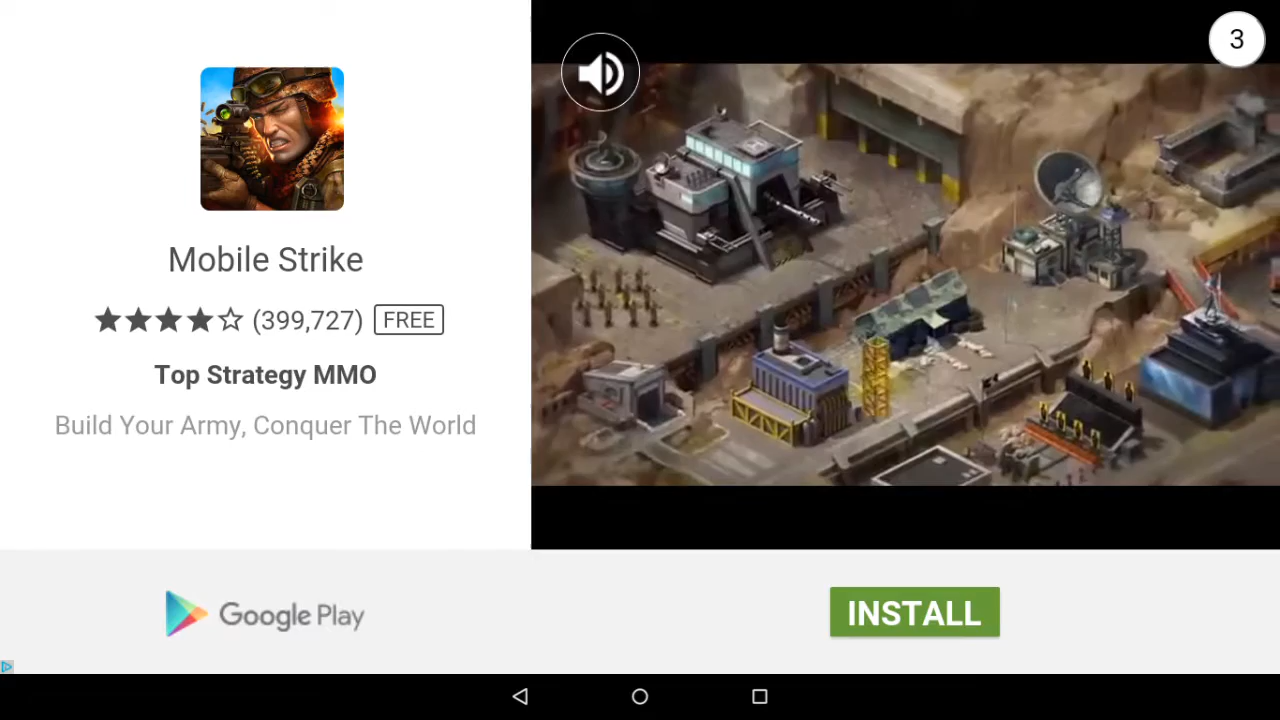 3
Mobile Strike
(399,727) FREE
Top Strategy MMO
Build Your Army, Conquer The World
Google Play
INSTALL